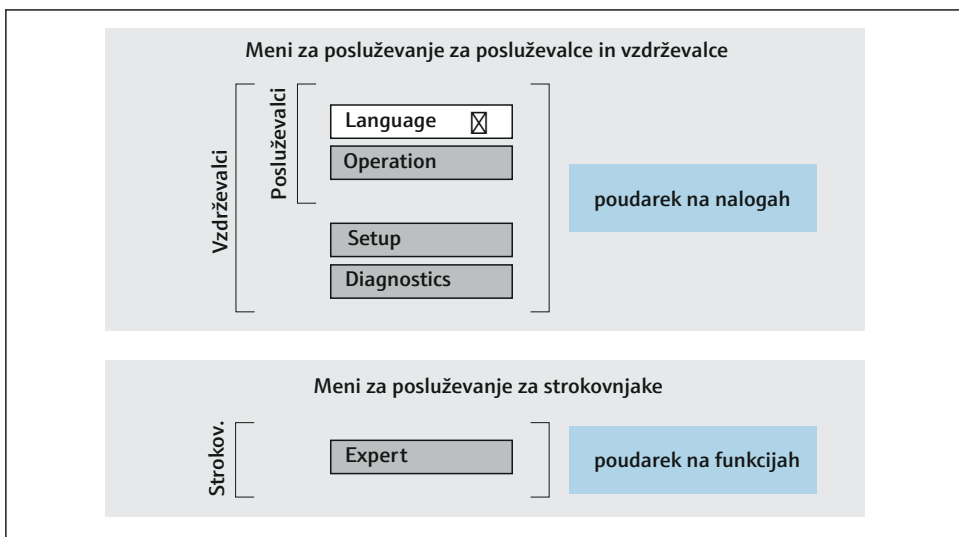 Meni za posluževanje za posluževalce in vzdrževalce
Vzdrževalci
Posluževalci
Language
Operation
Setup
Diagnostics
poudarek na nalogah
Meni za posluževanje za strokovnjake
Strokov.
Expert
poudarek na funkcijah